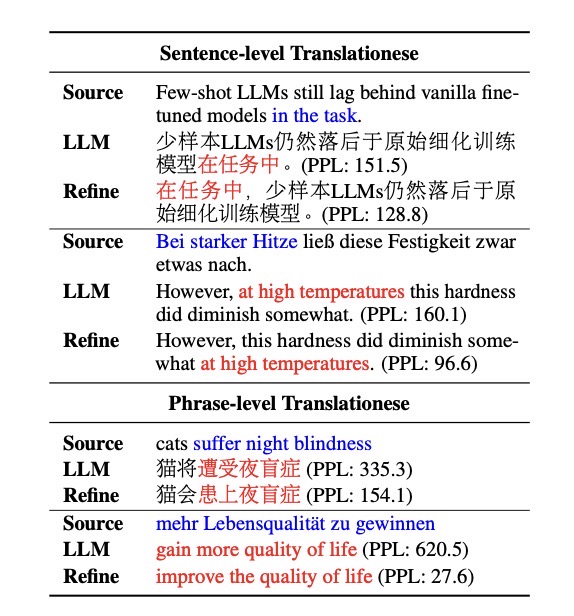 Sentence-level Translationese
Source Few-shot LLMs still lag behind vanilla fine-
tuned models in the task.
LLM 少样本LLMs仍然落后于原始细化训练
模型在任务中。(PPL: 151.5)
Refine 在任务中，少样本LLMs仍然落后于原
始细化训练模型。(PPL: 128.8)
Source Bei starker Hitze ließ diese Festigkeit zwar
etwas nach.
LLM However, at high temperatures this hardness
did diminish somewhat. (PPL: 160.1)
Refine However, this hardness did diminish some-
what at high temperatures. (PPL: 96.6)
Phrase-level Translationese
Source cats suffer night blindness
LLM 猫将遭受夜盲症 (PPL: 335.3)
Refine 猫会患上夜盲症 (PPL: 154.1)
Source mehr Lebensqualität zu gewinnen
LLM gain more quality of life (PPL: 620.5)
Refine improve the quality of life (PPL: 27.6)